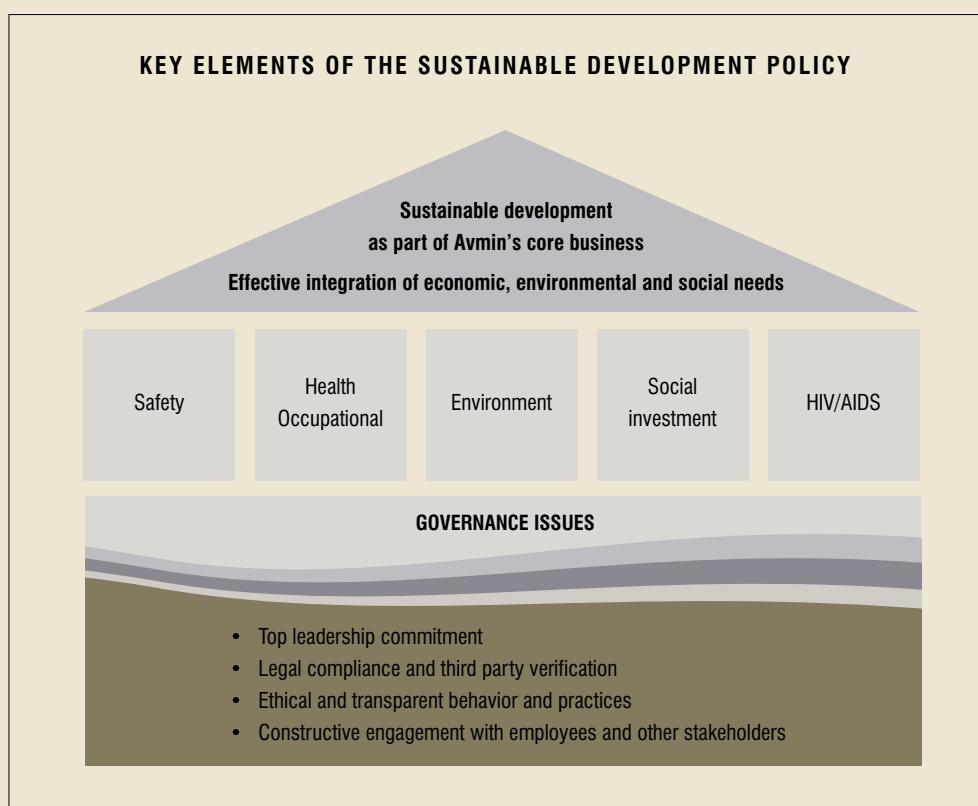 KEY ELEMENTS OF THE SUSTAINABLE DEVELOPMENT POLICY
Sustainable development
as part of Avmin's core business
Effective integration of economic, environmental and social needs
Safety
Health
Occupational
Environment
Social
investment
HIV/AIDS
GOVERNANCE ISSUES
• Top leadership commitment
• Legal compliance and third party verification
• Ethical and transparent behavior and practices
• Constructive engagement with employees and other stakeholders